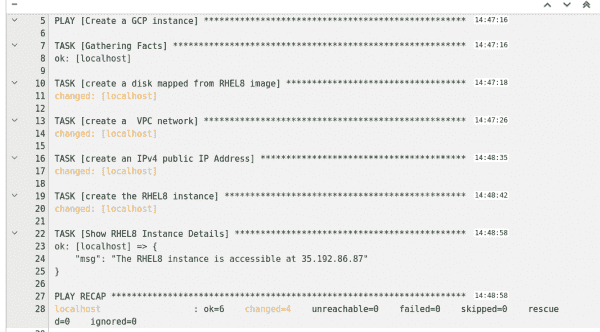 5 PLAY [Create a GCP instance] ************************************************** 14:47:16
6
7 TASK [Gathering Facts] ******************************************************** 14:47:16
8 ok: [localhost]
9
10 TASK [create a disk mapped from RHEL8 image] ********************************** 14:47:18
11 changed: [localhost]
12
13 TASK [create a  VPC network] ************************************************** 14:47:26
14 changed: [localhost]
15
16 TASK [create an IPv4 public IP Address] *************************************** 14:48:35
17 changed: [localhost]
18
19 TASK [create the RHEL8 instance] ********************************************** 14:48:42
20 changed: [localhost]
21
22 TASK [Show RHEL8 Instance Details] ******************************************** 14:48:58
23 ok: [localhost] => {
24     "msg": "The RHEL8 instance is accessible at 35.192.86.87"
25 }
26
27 PLAY RECAP ******************************************************************** 14:48:58
28 localhost                  : ok=6    changed=4    unreachable=0    failed=0    skipped=0    rescue
d=0    ignored=0